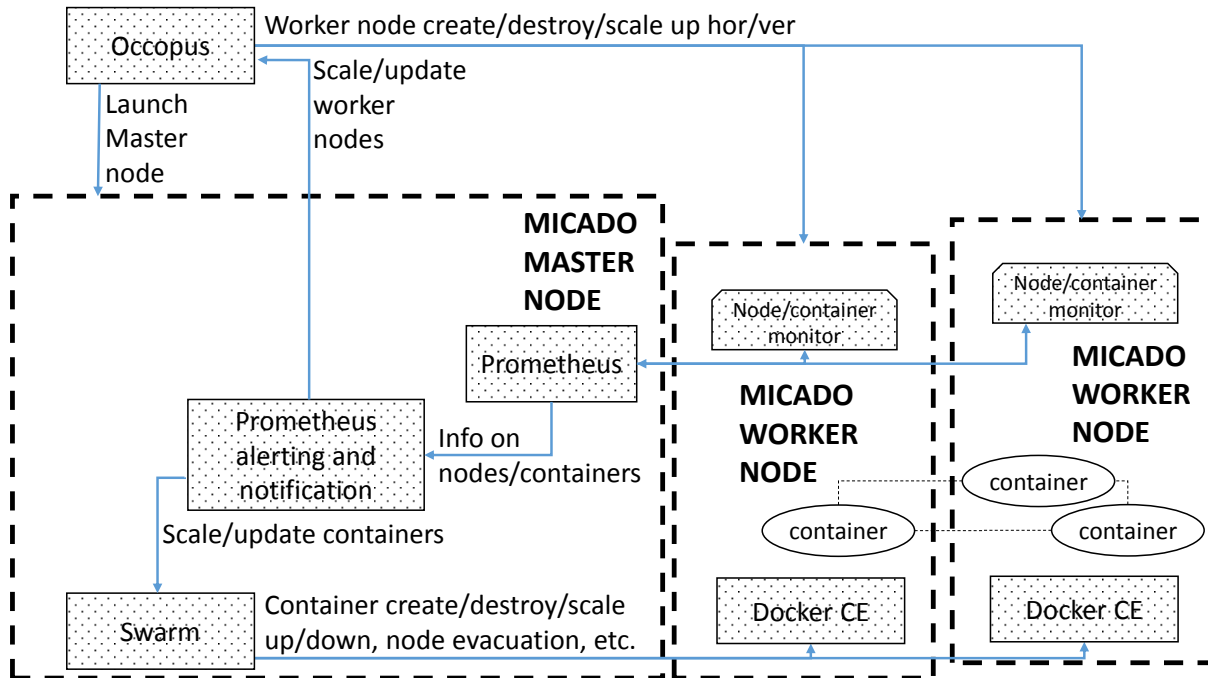 Occopus
Worker node create/destroy/scale up hor/ver
Scale/update
worker
nodes
Launch
Master
node
MICADO
MASTER
NODE
Node/container
monitor
Node/container
monitor
Prometheus
MICADO
WORKER
NODE
MICADO
WORKER
NODE
Prometheus
alerting and
notification
Info on
nodes/containers
container
container
container
Scale/update containers
Swarm
Container create/destroy/scale
up/down, node evacuation, etc.
Docker CE
Docker CE